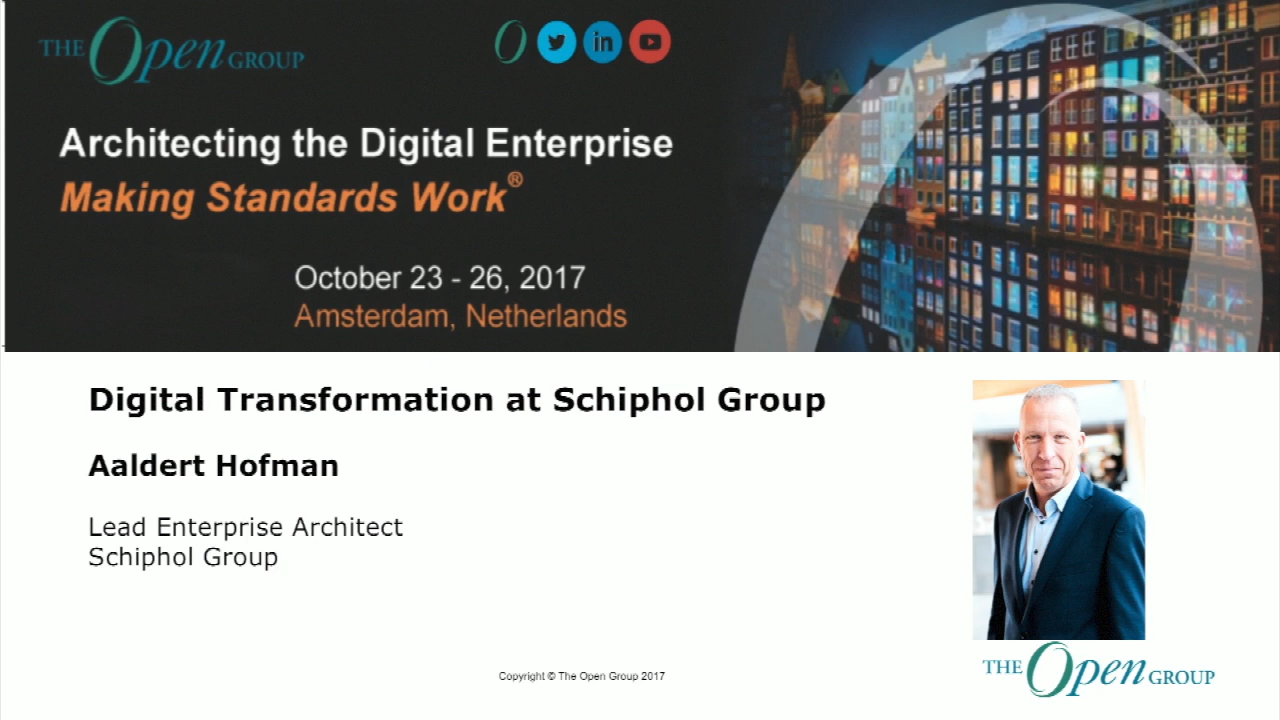 THE Open GROUP
Architecting the Digital Enterprise
Making Standards Work®
October 23 - 26, 2017
Amsterdam, Netherlands
Digital Transformation at Schiphol Group
Aaldert Hofman
Lead Enterprise Architect
Schiphol Group
Copyright © The Open Group 2017
THE Open GROUP